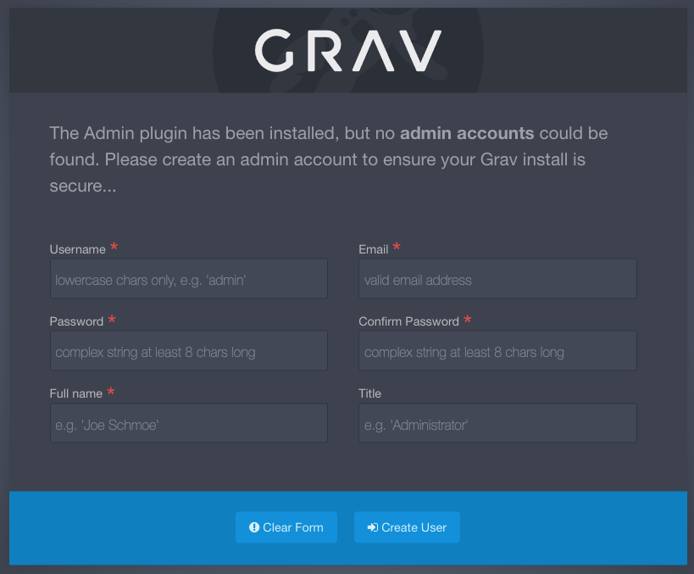 GRAV
The Admin plugin has been installed, but no admin accounts could be
found. Please create an admin account to ensure your Grav install is
secure...
Username *
Email *
lowercase chars only, e.g. 'admin'
valid email address
Password *
Confirm Password *
complex string at least 8 chars long
complex string at least 8 chars long
Full name *
Title
e.g. 'Joe Schmoe'
e.g. 'Administrator'
Clear Form
Create User